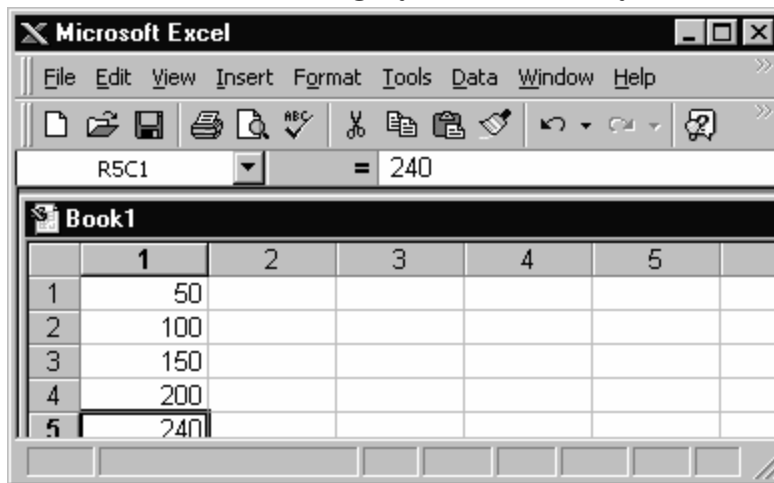 Microsoft Excel
File Edit View Insert Format Tools Data Window Help
ABC
R5C1 = 240
Book1
1 2 3 4 5
1 50
2 100
3 150
4 200
5 240